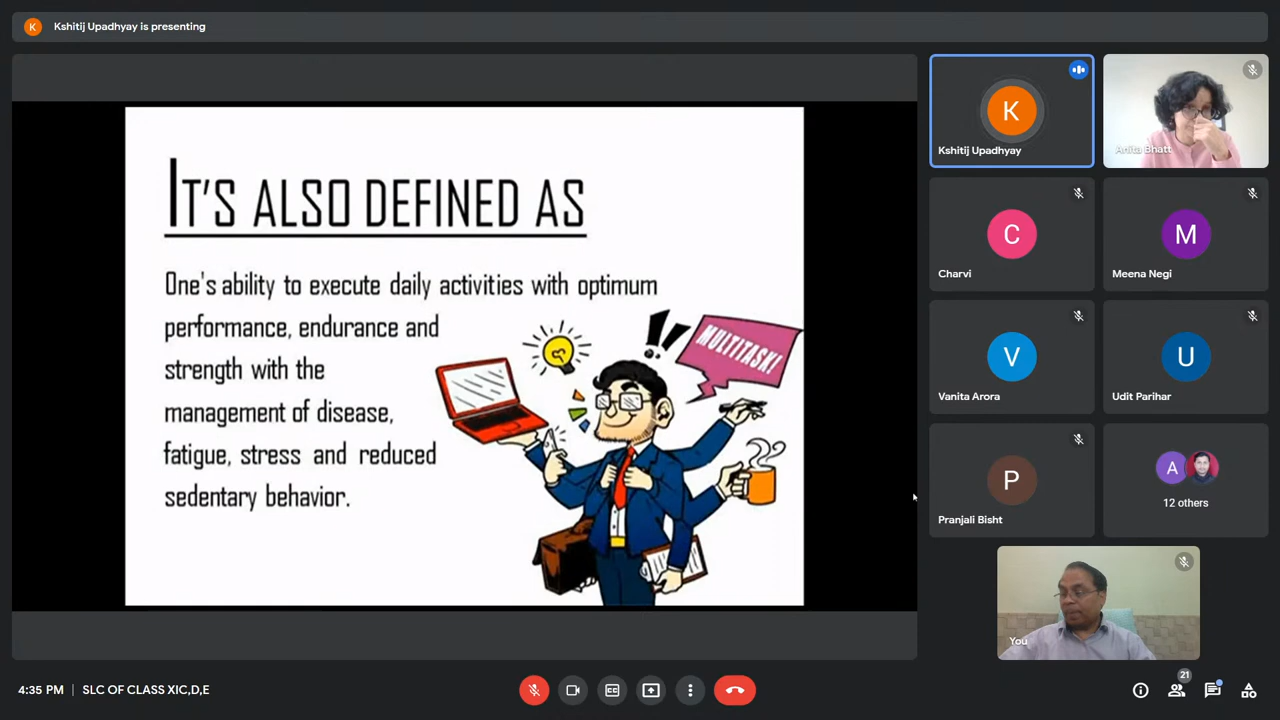 K
Kshitij Upadhyay is presenting
IT'S ALSO DEFINED AS
One's ability to execute daily activities with optimum
performance, endurance and
strength with the
management of disease,
fatigue, stress and reduced
sedentary behavior.
MULTITASK!
K
Kshitij Upadhyay
Anita Bhatt
C
Charvi
M
Meena Negi
V
Vanita Arora
U
Udit Parihar
P
Pranjali Bisht
A
12 others
You
4:35 PM | SLC OF CLASS XIC,D,E
CC
21